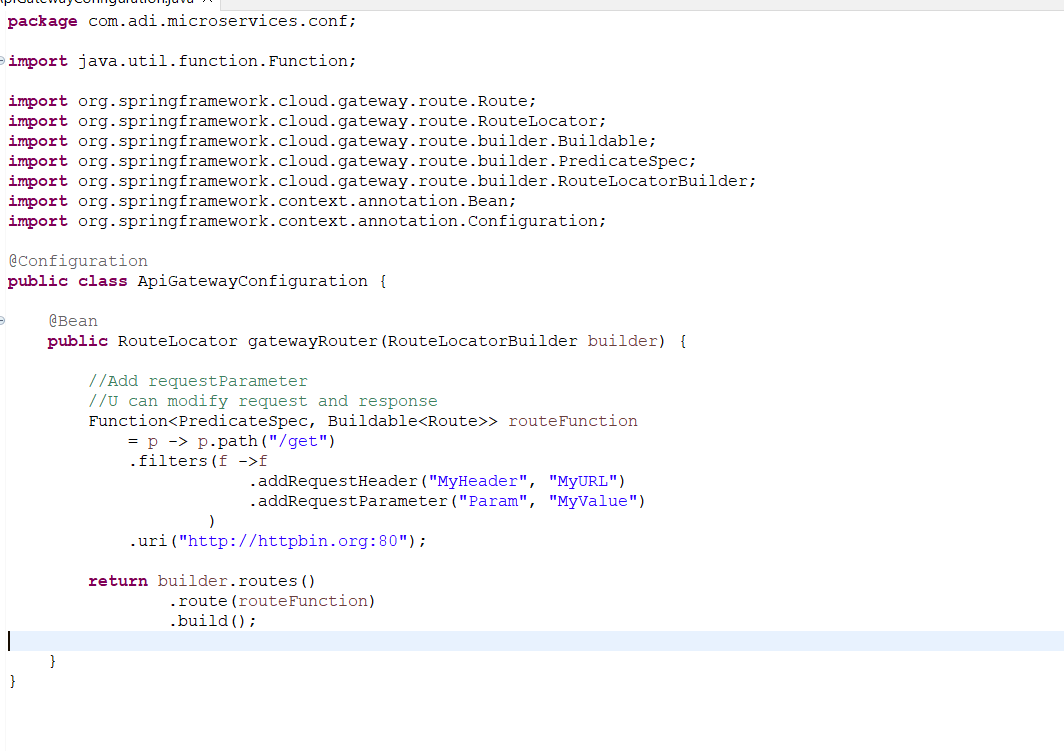 package com.adi.microservices.conf;
import java.util.function.Function;
import org.springframework.cloud.gateway.route.Route;
import org.springframework.cloud.gateway.route.RouteLocator;
import org.springframework.cloud.gateway.route.builder.Buildable;
import org.springframework.cloud.gateway.route.builder.PredicateSpec;
import org.springframework.cloud.gateway.route.builder.RouteLocatorBuilder;
import org.springframework.context.annotation.Bean;
import org.springframework.context.annotation.Configuration;
@Configuration
public class ApiGatewayConfiguration {
@Bean
public RouteLocator gatewayRouter(RouteLocatorBuilder builder) {
//Add requestParameter
//U can modify request and response
Function<PredicateSpec, Buildable<Route>> routeFunction
= p -> p.path("/get")
.filters(f ->f
.addRequestHeader("MyHeader", "MyURL")
.addRequestParameter("Param", "MyValue")
)
.uri("http://httpbin.org:80");
return builder.routes()
.route(routeFunction)
.build();
}
}